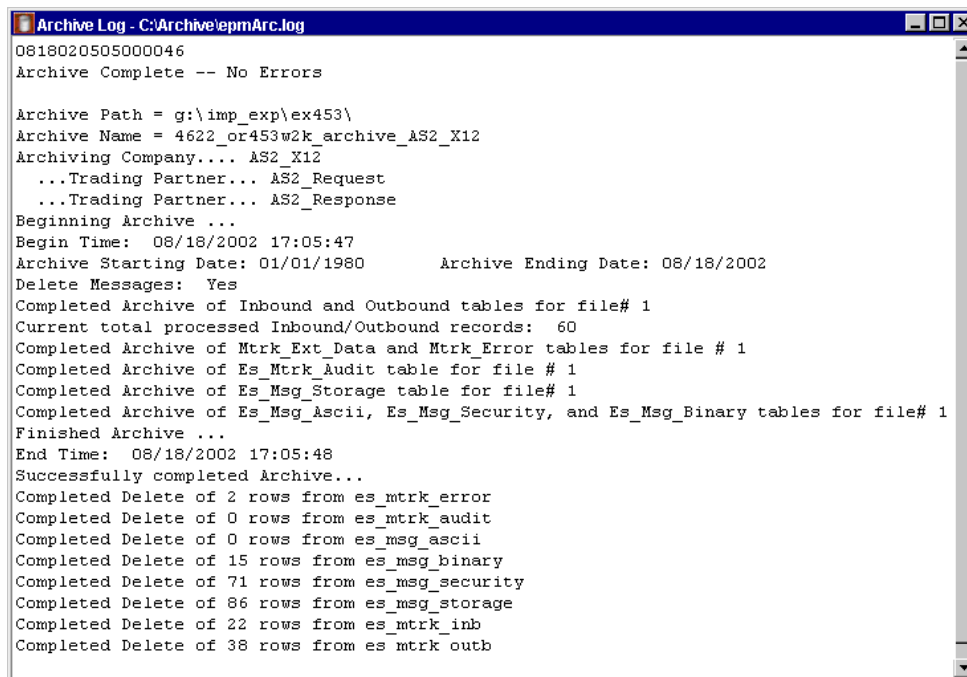 Archive Log - C:\Archive\epmArc.log
0818020505000046
Archive Complete -- No Errors
Archive Path = g:\imp_exp\ex453\
Archive Name = 4622_or453w2k_archive_AS2_X12
Archiving Company.... AS2_X12
...Trading Partner... AS2_Request
...Trading Partner... AS2_Response
Beginning Archive ...
Begin Time:  08/18/2002 17:05:47
Archive Starting Date: 01/01/1980        Archive Ending Date: 08/18/2002
Delete Messages:  Yes
Completed Archive of Inbound and Outbound tables for file# 1
Current total processed Inbound/Outbound records:  60
Completed Archive of Mtrk_Ext_Data and Mtrk_Error tables for file # 1
Completed Archive of Es_Mtrk_Audit table for file # 1
Completed Archive of Es_Msg_Storage table for file# 1
Completed Archive of Es_Msg_Ascii, Es_Msg_Security, and Es_Msg_Binary tables for file# 1
Finished Archive ...
End Time:  08/18/2002 17:05:48
Successfully completed Archive...
Completed Delete of 2 rows from es_mtrk_error
Completed Delete of 0 rows from es_mtrk_audit
Completed Delete of 0 rows from es_msg_ascii
Completed Delete of 15 rows from es_msg_binary
Completed Delete of 71 rows from es_msg_security
Completed Delete of 86 rows from es_msg_storage
Completed Delete of 22 rows from es_mtrk_inb
Completed Delete of 38 rows from es mtrk outb